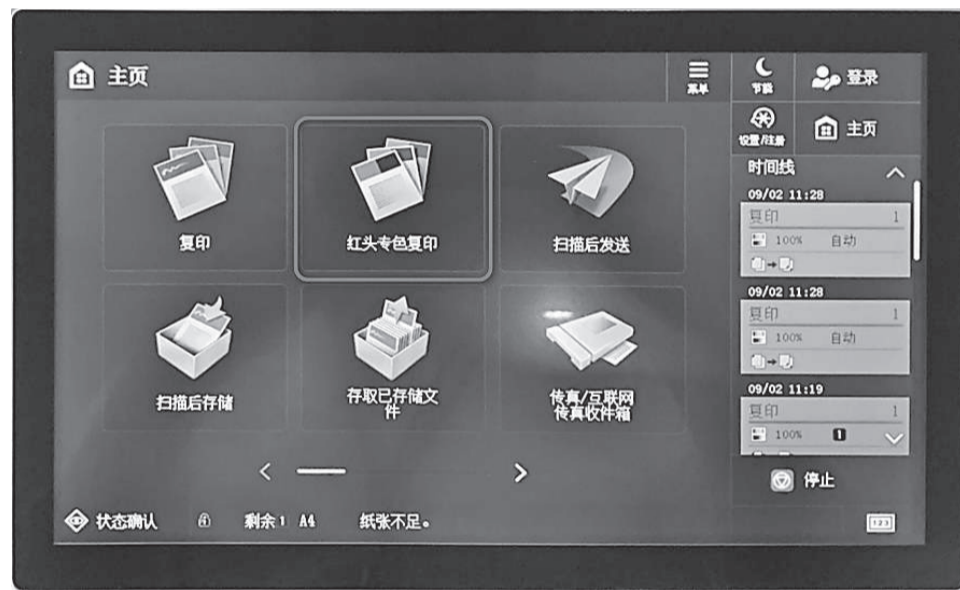 主页
菜单
节能
登录
设置/注册
主页
复印
红头专色复印
扫描后发送
扫描后存储
存取已存储文
件
传真/互联网
传真收件箱
时间线
09/02 11:28
复印 1
100% 自动
09/02 11:28
复印 1
100% 自动
09/02 11:19
复印 1
100% 1
停止
状态确认
剩余1 A4 纸张不足。
123